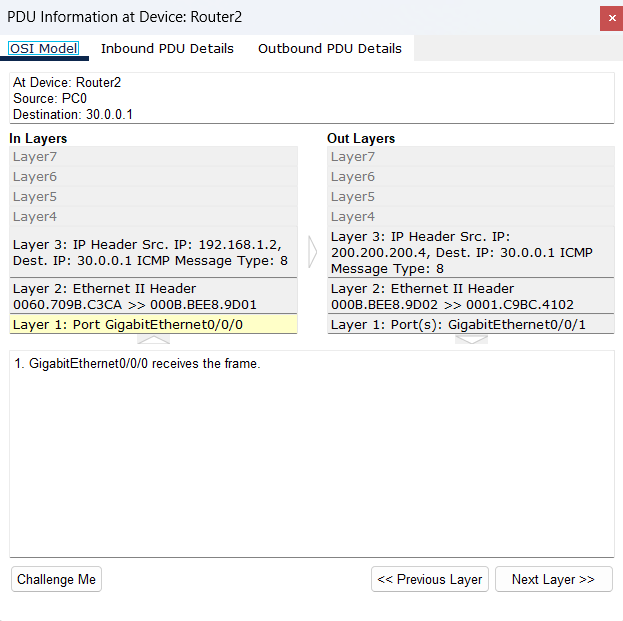 PDU Information at Device: Router2
OSI Model Inbound PDU Details Outbound PDU Details
At Device: Router2
Source: PC0
Destination: 30.0.0.1
In Layers
Layer7
Layer6
Layer5
Layer4
Layer 3: IP Header Src. IP: 192.168.1.2,
Dest. IP: 30.0.0.1 ICMP Message Type: 8
Layer 2: Ethernet II Header
0060.709B.C3CA >> 000B.BEE8.9D01
Layer 1: Port GigabitEthernet0/0/0
Out Layers
Layer7
Layer6
Layer5
Layer4
Layer 3: IP Header Src. IP:
200.200.200.4, Dest. IP: 30.0.0.1 ICMP
Message Type: 8
Layer 2: Ethernet II Header
000B.BEE8.9D02 >> 0001.C9BC.4102
Layer 1: Port(s): GigabitEthernet0/0/1
1. GigabitEthernet0/0/0 receives the frame.
Challenge Me << Previous Layer Next Layer >>